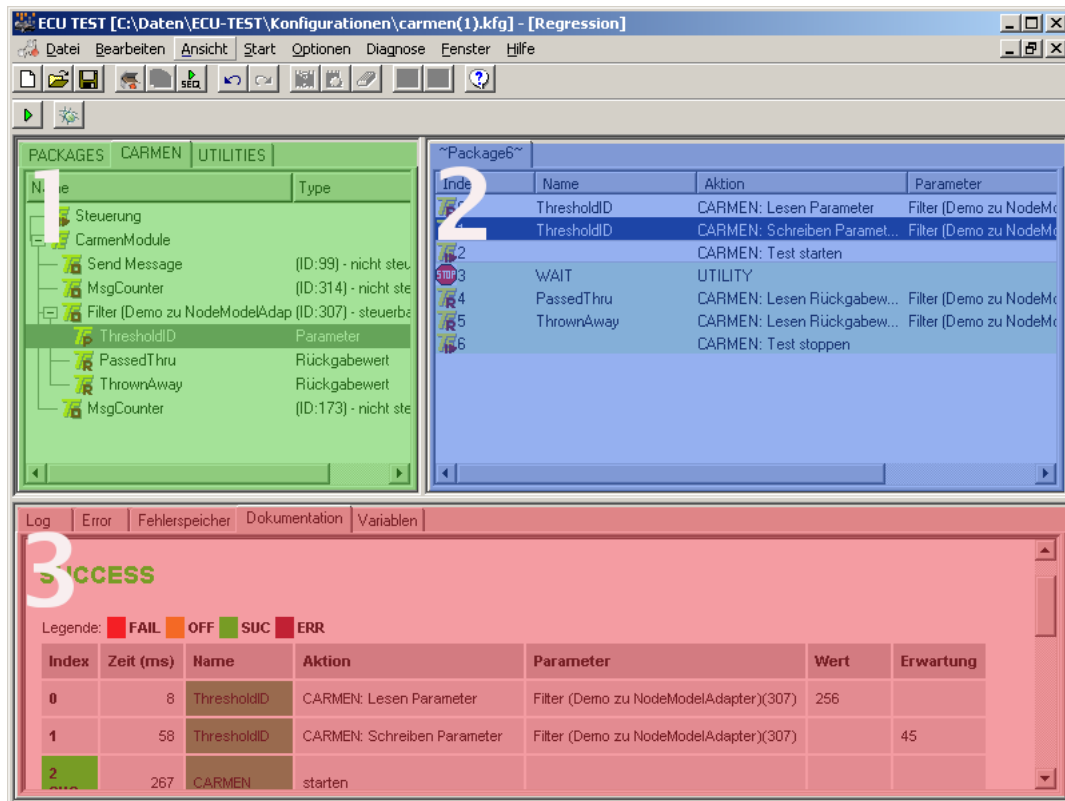 ECU TEST [C:\Daten\ECU-TEST\Konfigurationen\carmen(1).kfg] - [Regression]
Datei Bearbeiten Ansicht Start Optionen Diagnose Fenster Hilfe
SEQ
PACKAGES CARMEN UTILITIES
Type
Steuerung
CarmenModule
Send Message (ID:99) - nicht steu
MsgCounter (ID:314) - nicht ste
Filter (Demo zu NodeModelAdap (ID:307) - steuerba
ThresholdID Parameter
PassedThru Rückgabewert
ThrownAway Rückgabewert
MsgCounter (ID:173) - nicht ste
1
~Package6~
Name Aktion Parameter
ThresholdID CARMEN: Lesen Parameter Filter (Demo zu NodeMo
ThresholdID CARMEN: Schreiben Paramet... Filter (Demo zu NodeMo
2 CARMEN: Test starten
STOP 3 WAIT UTILITY
4 PassedThru CARMEN: Lesen Rückgabew... Filter (Demo zu NodeMo
5 ThrownAway CARMEN: Lesen Rückgabew... Filter (Demo zu NodeMo
6 CARMEN: Test stoppen
2
Log Error Fehlerspeicher Dokumentation Variablen
3
SUCCESS
Legende: FAIL OFF SUC ERR
Index Zeit (ms) Name Aktion Parameter Wert Erwartung
0 8 ThresholdID CARMEN: Lesen Parameter Filter (Demo zu NodeModelAdapter)(307) 256
1 58 ThresholdID CARMEN: Schreiben Parameter Filter (Demo zu NodeModelAdapter)(307) 45
2 267 CARMEN starten